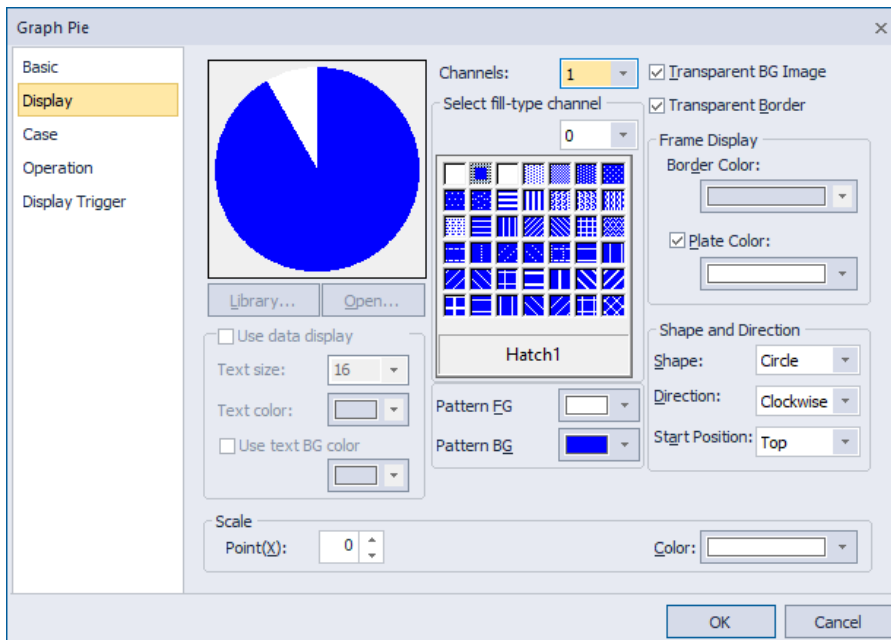 Graph Pie
Basic
Display
Case
Operation
Display Trigger
Library...
Open...
Use data display
Text size:
16
Text color:
Use text BG color
Channels:
1
Select fill-type channel
0
Hatch1
Pattern FG
Pattern BG
Transparent BG Image
Transparent Border
Frame Display
Border Color:
Plate Color:
Shape and Direction
Shape:
Circle
Direction:
Clockwise
Start Position:
Top
Scale
Point(X):
0
Color:
OK
Cancel